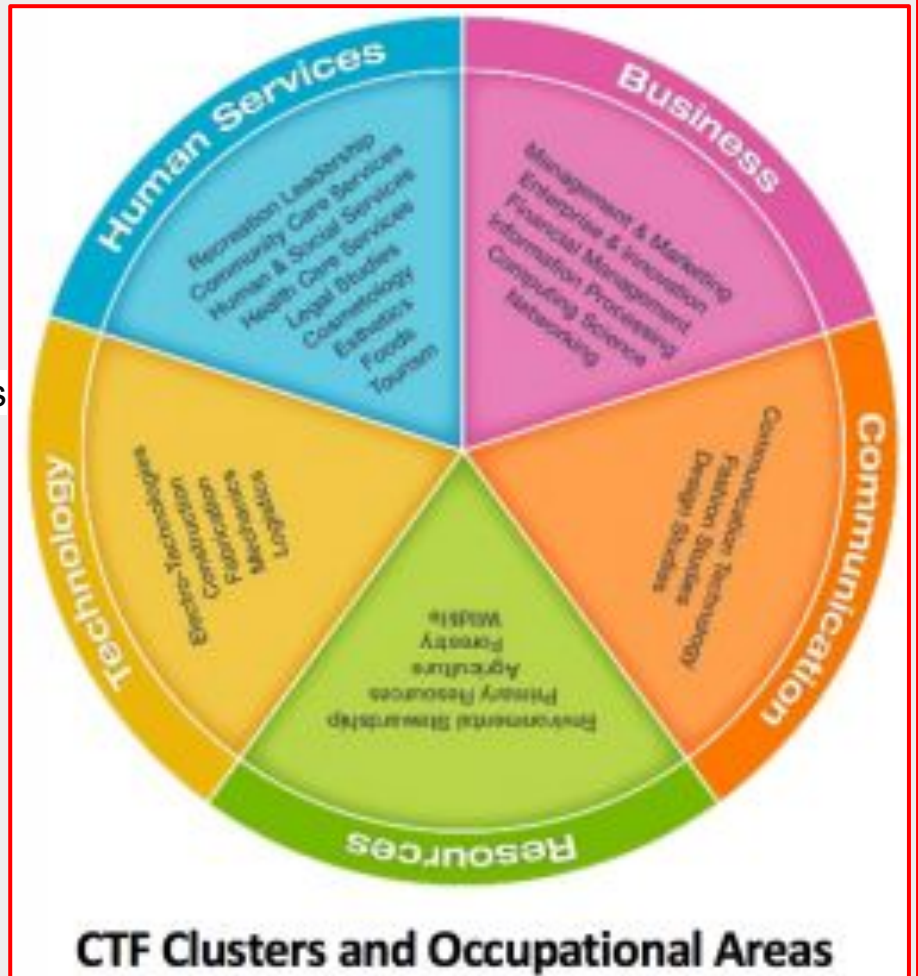 Human Services
Recreation Leadership
Community Care Services
Human & Social Services
Health Care Services
Legal Studies
Cosmetology
Esthetics
Foods
Tourism
Business
Management & Marketing
Enterprise & Innovation
Financial Management
Information Processing
Computing Science
Networking
Communication
Communication Technology
Fashion Studies
Design Studies
Resources
Environmental Stewardship
Primary Resources
Agriculture
Forestry
Wildlife
Technology
Electro-Technologies
Construction
Fabrication
Mechanics
Logistics
s
CTF Clusters and Occupational Areas